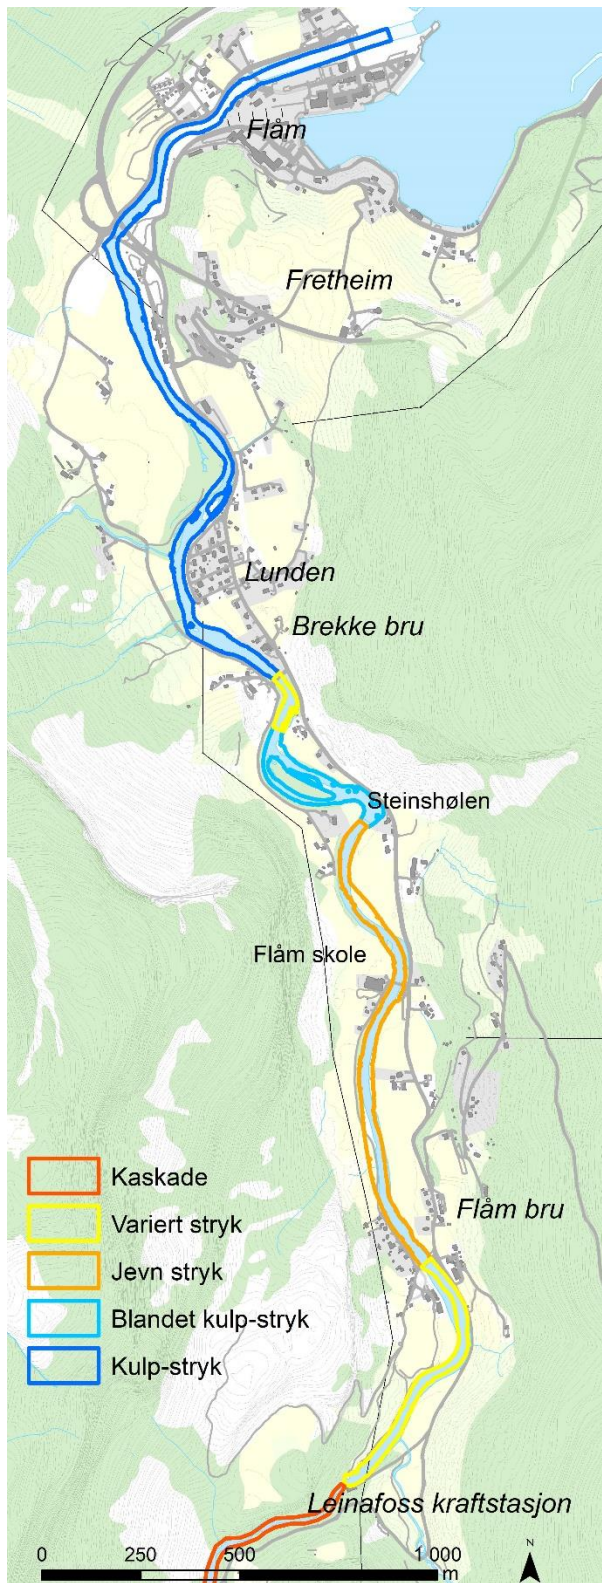 Flåm
Fretheim
Lunden
Brekke bru
Steinshølen
Flåm skole
Kaskade
Variert stryk
Jevn stryk
Blandet kulp-stryk
Kulp-stryk
Flåm bru
Leinafoss kraftstasjon
0 250 500 1 000
m
N